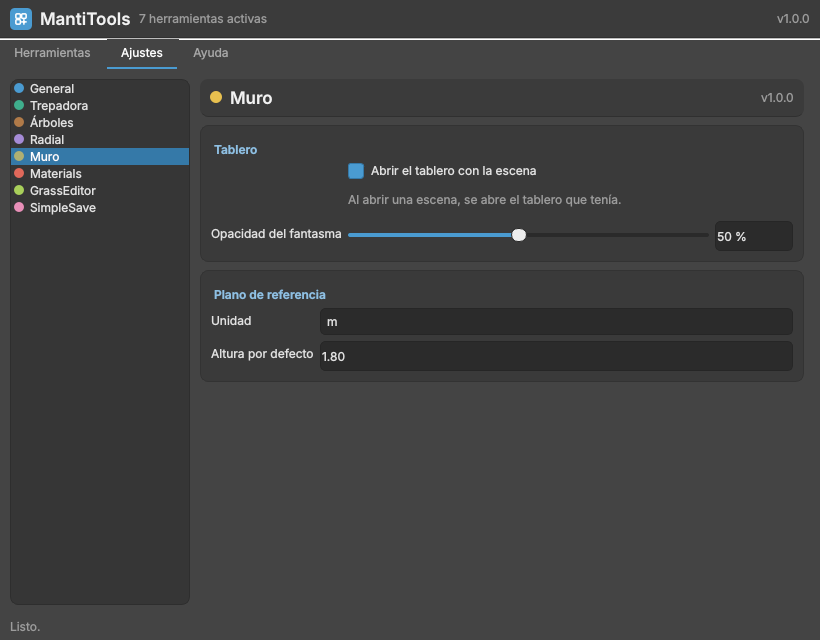 MantiTools 7 herramientas activas v1.0.0
Herramientas Ajustes Ayuda
General
Trepadora
Árboles
Radial
Muro
Materials
GrassEditor
SimpleSave
Muro v1.0.0
Tablero
Abrir el tablero con la escena
Al abrir una escena, se abre el tablero que tenía.
Opacidad del fantasma 50 %
Plano de referencia
Unidad m
Altura por defecto 1.80
Listo.